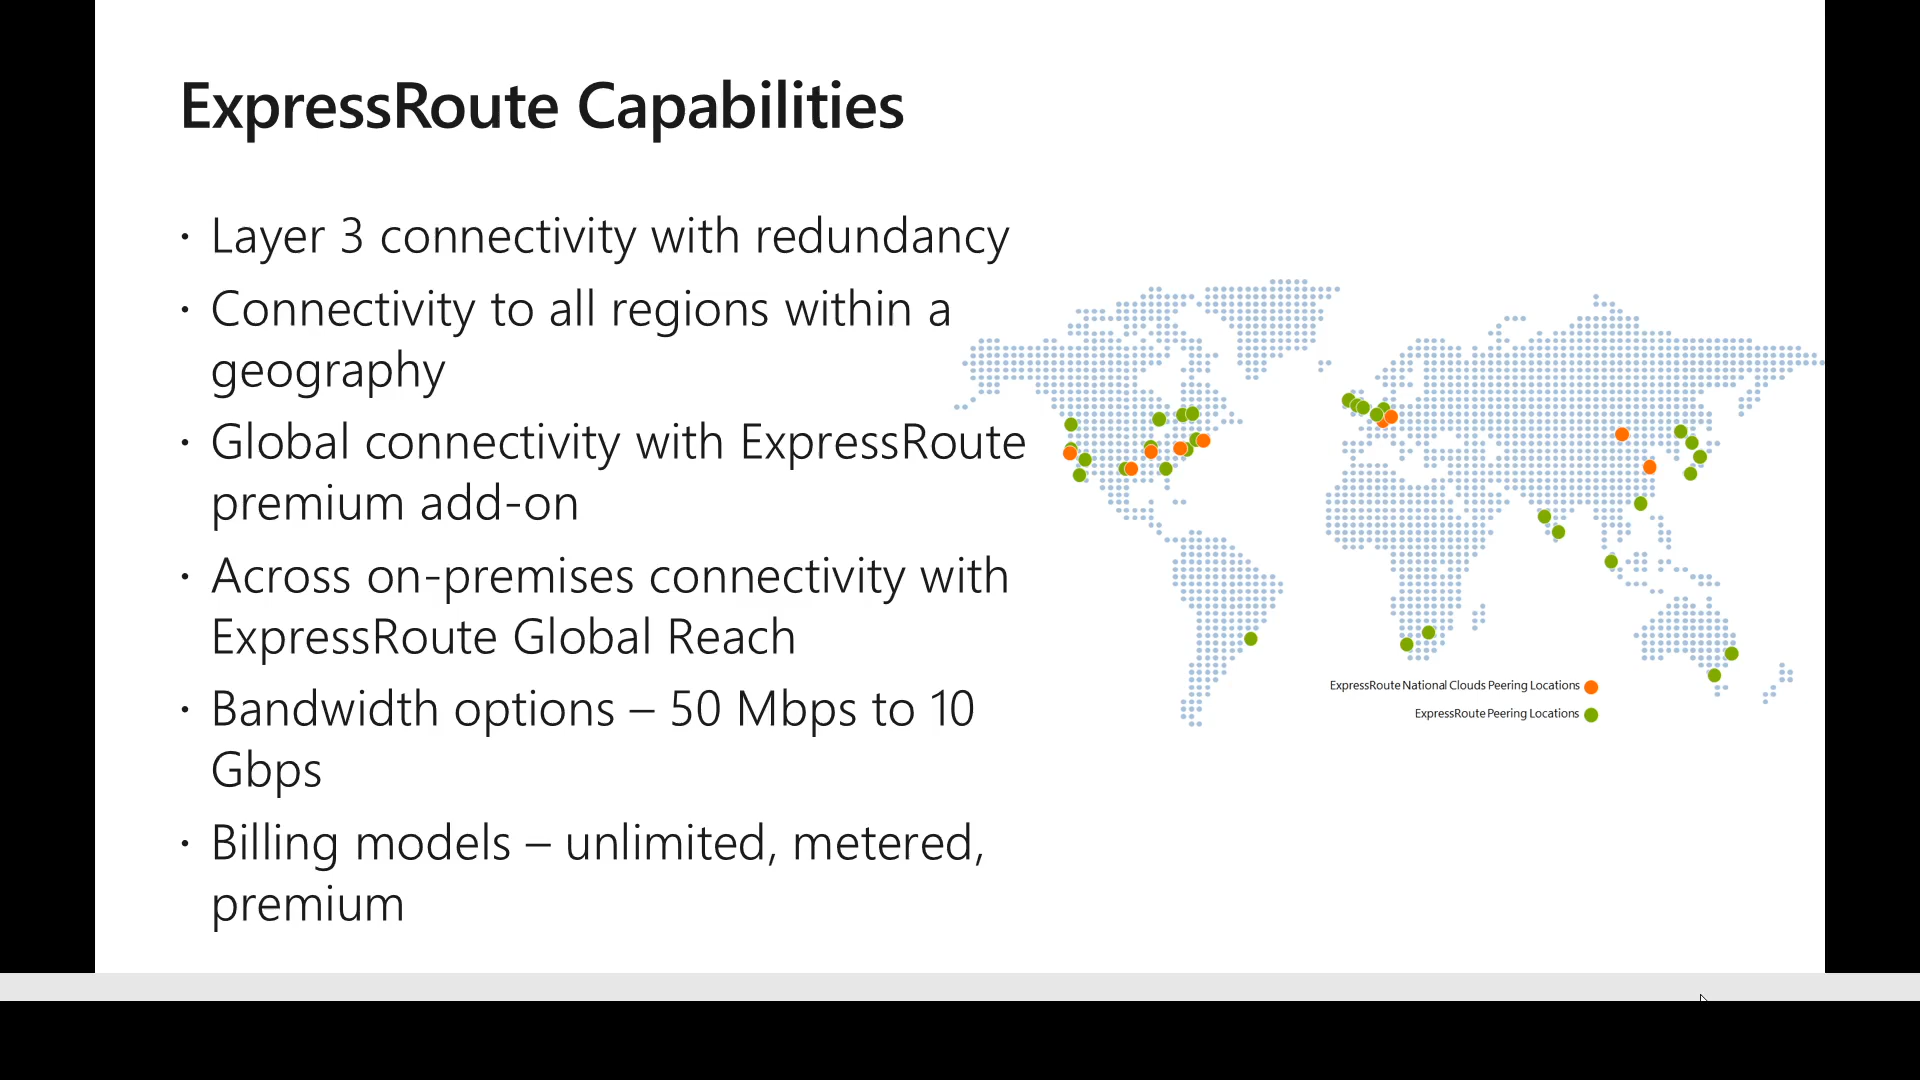 ExpressRoute Capabilities
· Layer 3 connectivity with redundancy
· Connectivity to all regions within a
geography
· Global connectivity with ExpressRoute
premium add-on
· Across on-premises connectivity with
ExpressRoute Global Reach
· Bandwidth options – 50 Mbps to 10
Gbps
· Billing models – unlimited, metered,
premium
ExpressRoute National Clouds Peering Locations
ExpressRoute Peering Locations